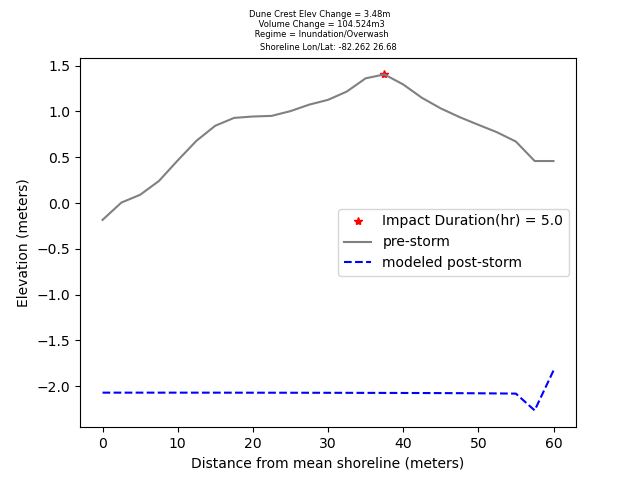 Dune Crest Elev Change = 3.48m
Volume Change = 104.524m3
Regime = Inundation/Overwash
Shoreline Lon/Lat: -82.262 26.68
1.5
1.0
0.5
0.0
−0.5
−1.0
−1.5
−2.0
Elevation (meters)
Impact Duration(hr) = 5.0
pre-storm
modeled post-storm
0 10 20 30 40 50 60
Distance from mean shoreline (meters)